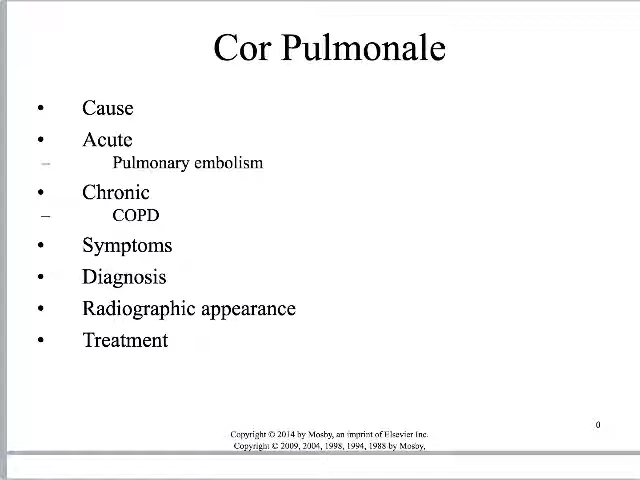 Cor Pulmonale
• Cause
• Acute
– Pulmonary embolism
• Chronic
– COPD
• Symptoms
• Diagnosis
• Radiographic appearance
• Treatment
0
Copyright © 2014 by Mosby, an imprint of Elsevier Inc.
Copyright © 2009, 2004, 1998, 1994, 1988 by Mosby,